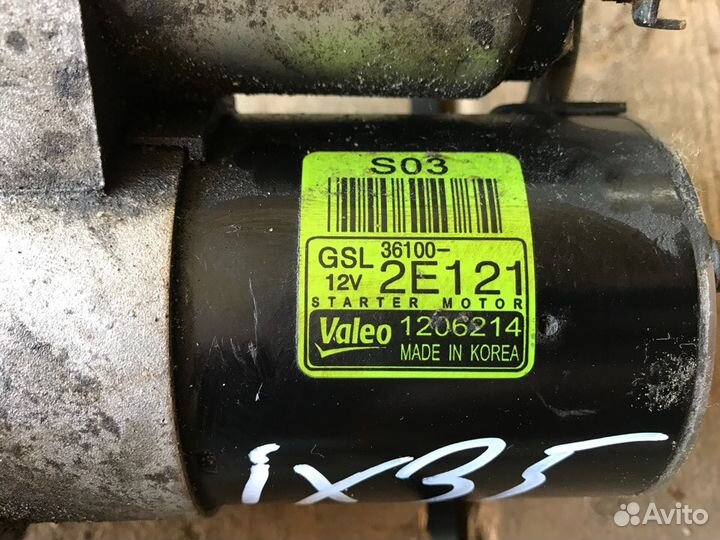 S03
GSL 36100-
12V 2E121
STARTER MOTOR
Valeo 1206214
MADE IN KOREA
ix35
Avito